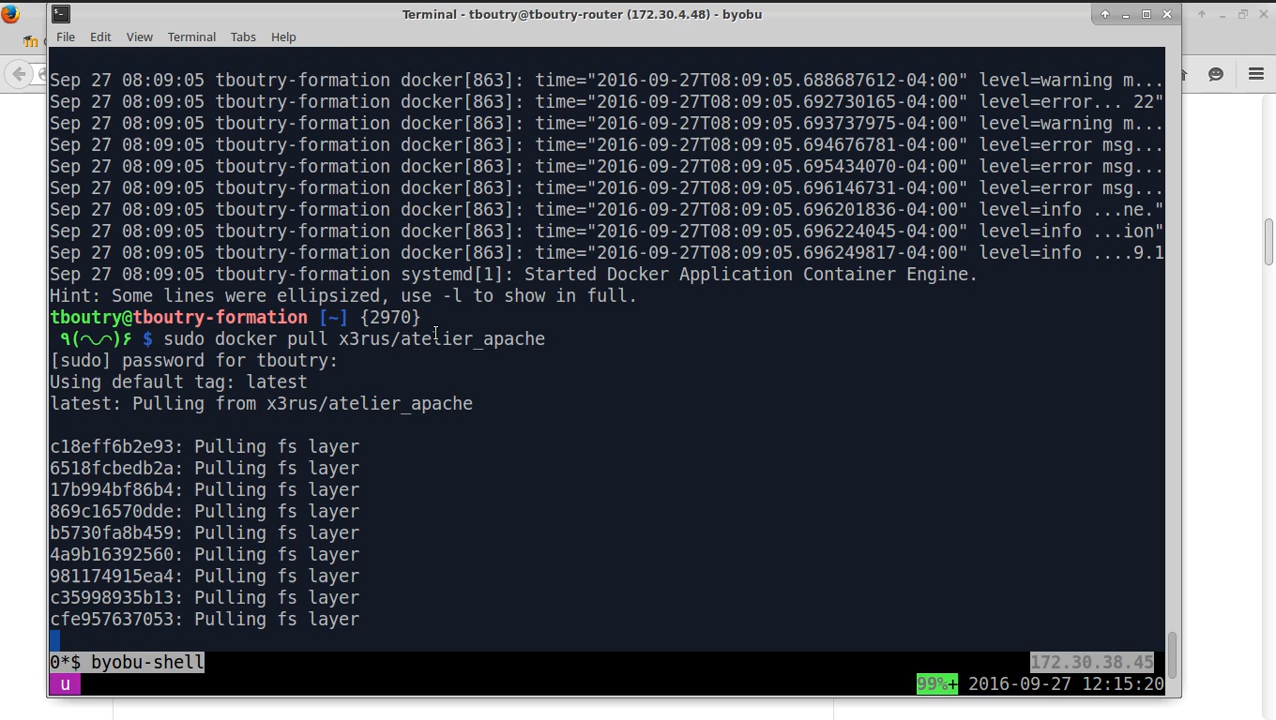 Terminal - tboutry@tboutry-router (172.30.4.48) - byobu
File Edit View Terminal Tabs Help
Sep 27 08:09:05 tboutry-formation docker[863]: time="2016-09-27T08:09:05.688687612-04:00" level=warning m...
Sep 27 08:09:05 tboutry-formation docker[863]: time="2016-09-27T08:09:05.692730165-04:00" level=error... 22"
Sep 27 08:09:05 tboutry-formation docker[863]: time="2016-09-27T08:09:05.693737975-04:00" level=warning m...
Sep 27 08:09:05 tboutry-formation docker[863]: time="2016-09-27T08:09:05.694676781-04:00" level=error msg...
Sep 27 08:09:05 tboutry-formation docker[863]: time="2016-09-27T08:09:05.695434070-04:00" level=error msg...
Sep 27 08:09:05 tboutry-formation docker[863]: time="2016-09-27T08:09:05.696146731-04:00" level=error msg...
Sep 27 08:09:05 tboutry-formation docker[863]: time="2016-09-27T08:09:05.696201836-04:00" level=info ...ne."
Sep 27 08:09:05 tboutry-formation docker[863]: time="2016-09-27T08:09:05.696224045-04:00" level=info ...ion"
Sep 27 08:09:05 tboutry-formation docker[863]: time="2016-09-27T08:09:05.696249817-04:00" level=info ....9.1
Sep 27 08:09:05 tboutry-formation systemd[1]: Started Docker Application Container Engine.
Hint: Some lines were ellipsized, use -l to show in full.
tboutry@tboutry-formation [~] {2970}
٩(◠◡◠)۶ $ sudo docker pull x3rus/atelier_apache
[sudo] password for tboutry:
Using default tag: latest
latest: Pulling from x3rus/atelier_apache
c18eff6b2e93: Pulling fs layer
6518fcbedb2a: Pulling fs layer
17b994bf86b4: Pulling fs layer
869c16570dde: Pulling fs layer
b5730fa8b459: Pulling fs layer
4a9b16392560: Pulling fs layer
981174915ea4: Pulling fs layer
c35998935b13: Pulling fs layer
cfe957637053: Pulling fs layer
0*$ byobu-shell 172.30.38.45
u 99%+ 2016-09-27 12:15:20